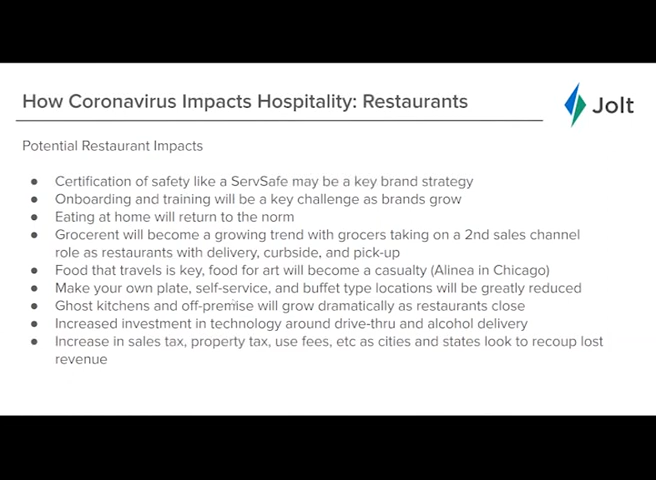 How Coronavirus Impacts Hospitality: Restaurants
Jolt
Potential Restaurant Impacts
● Certification of safety like a ServSafe may be a key brand strategy
● Onboarding and training will be a key challenge as brands grow
● Eating at home will return to the norm
● Grocerent will become a growing trend with grocers taking on a 2nd sales channel
role as restaurants with delivery, curbside, and pick-up
● Food that travels is key, food for art will become a casualty (Alinea in Chicago)
● Make your own plate, self-service, and buffet type locations will be greatly reduced
● Ghost kitchens and off-premise will grow dramatically as restaurants close
● Increased investment in technology around drive-thru and alcohol delivery
● Increase in sales tax, property tax, use fees, etc as cities and states look to recoup lost
revenue